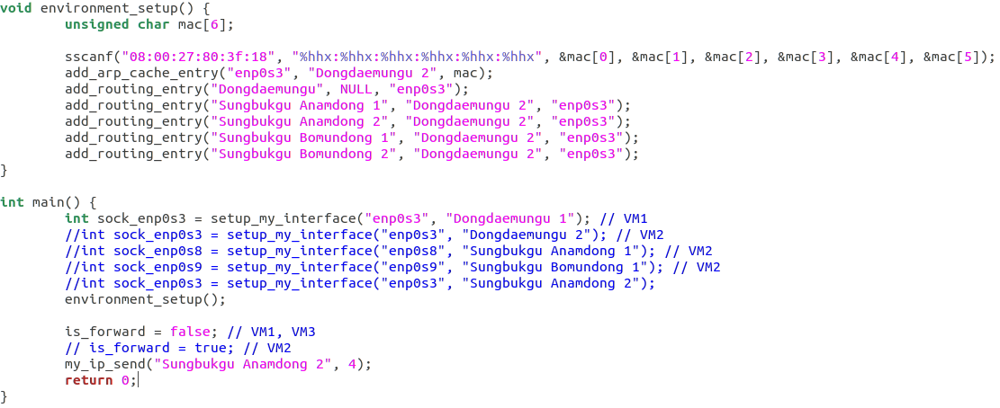 void environment_setup() {
        unsigned char mac[6];

        sscanf("08:00:27:80:3f:18", "%hhx:%hhx:%hhx:%hhx:%hhx:%hhx", &mac[0], &mac[1], &mac[2], &mac[3], &mac[4], &mac[5]);
        add_arp_cache_entry("enp0s3", "Dongdaemungu 2", mac);
        add_routing_entry("Dongdaemungu", NULL, "enp0s3");
        add_routing_entry("Sungbukgu Anamdong 1", "Dongdaemungu 2", "enp0s3");
        add_routing_entry("Sungbukgu Anamdong 2", "Dongdaemungu 2", "enp0s3");
        add_routing_entry("Sungbukgu Bomundong 1", "Dongdaemungu 2", "enp0s3");
        add_routing_entry("Sungbukgu Bomundong 2", "Dongdaemungu 2", "enp0s3");
}

int main() {
        int sock_enp0s3 = setup_my_interface("enp0s3", "Dongdaemungu 1"); // VM1
        //int sock_enp0s3 = setup_my_interface("enp0s3", "Dongdaemungu 2"); // VM2
        //int sock_enp0s8 = setup_my_interface("enp0s8", "Sungbukgu Anamdong 1"); // VM2
        //int sock_enp0s9 = setup_my_interface("enp0s9", "Sungbukgu Bomundong 1"); // VM2
        //int sock_enp0s3 = setup_my_interface("enp0s3", "Sungbukgu Anamdong 2");
        environment_setup();

        is_forward = false; // VM1, VM3
        // is_forward = true; // VM2
        my_ip_send("Sungbukgu Anamdong 2", 4);
        return 0;
}